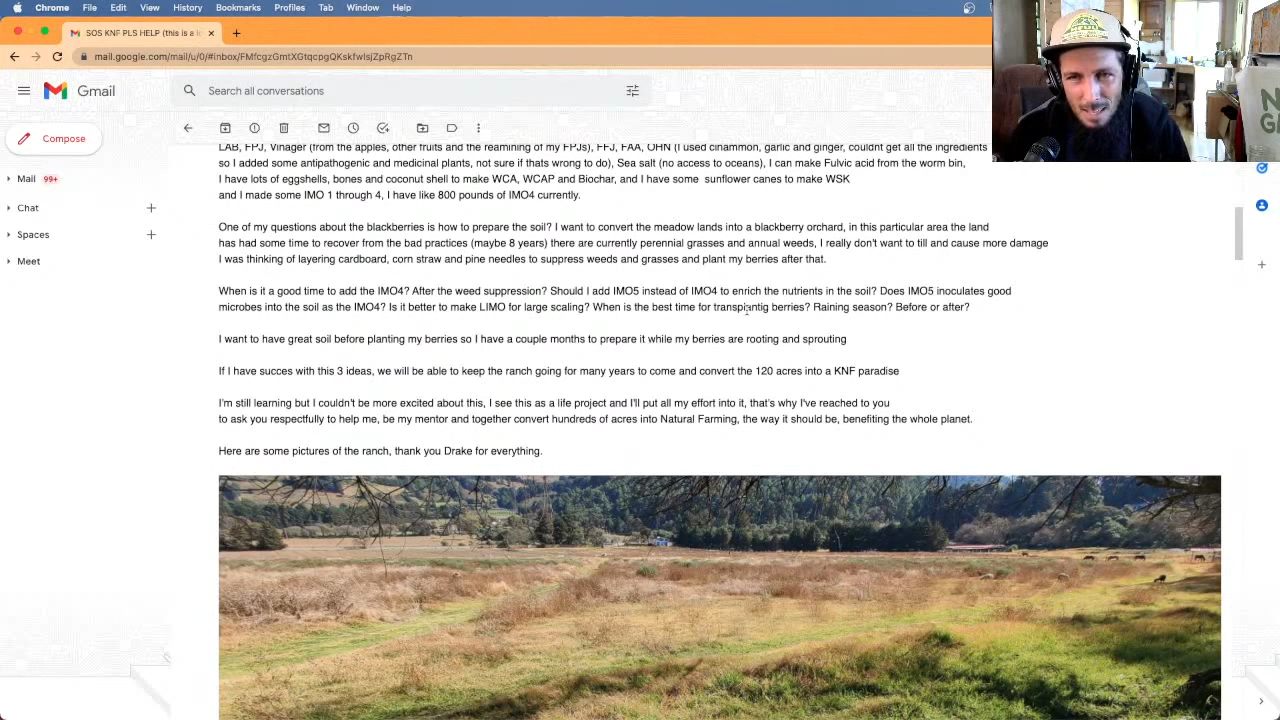 Chrome File Edit View History Bookmarks Profiles Tab Window Help
SOS KNF PLS HELP (this is a l
mail.google.com/mail/u/0/#inbox/FMfcgzGmtXGtqcpgQKskfwlsjZpRgZTn
Gmail
Search all conversations
Compose
Mail 99+
Chat
Spaces
Meet
LAB, FPJ, Vinager (from the apples, other fruits and the reamining of my FPJs), FFJ, FAA, OHN (I used cinammon, garlic and ginger, couldnt get all the ingredients
so I added some antipathogenic and medicinal plants, not sure if thats wrong to do), Sea salt (no access to oceans), I can make Fulvic acid from the worm bin,
I have lots of eggshells, bones and coconut shell to make WCA, WCAP and Biochar, and I have some sunflower canes to make WSK
and I made some IMO 1 through 4, I have like 800 pounds of IMO4 currently.
One of my questions about the blackberries is how to prepare the soil? I want to convert the meadow lands into a blackberry orchard, in this particular area the land
has had some time to recover from the bad practices (maybe 8 years) there are currently perennial grasses and annual weeds, I really don't want to till and cause more damage
I was thinking of layering cardboard, corn straw and pine needles to suppress weeds and grasses and plant my berries after that.
When is it a good time to add the IMO4? After the weed suppression? Should I add IMO5 instead of IMO4 to enrich the nutrients in the soil? Does IMO5 inoculates good
microbes into the soil as the IMO4? Is it better to make LIMO for large scaling? When is the best time for transplantig berries? Raining season? Before or after?
I want to have great soil before planting my berries so I have a couple months to prepare it while my berries are rooting and sprouting
If I have succes with this 3 ideas, we will be able to keep the ranch going for many years to come and convert the 120 acres into a KNF paradise
I'm still learning but I couldn't be more excited about this, I see this as a life project and I'll put all my effort into it, that's why I've reached to you
to ask you respectfully to help me, be my mentor and together convert hundreds of acres into Natural Farming, the way it should be, benefiting the whole planet.
Here are some pictures of the ranch, thank you Drake for everything.